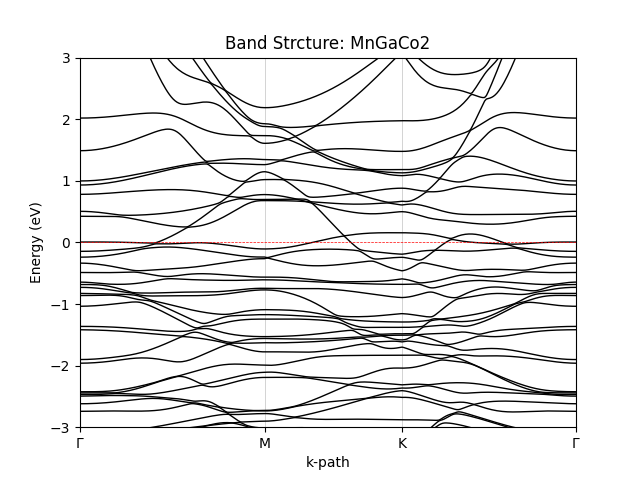 Band Strcture: MnGaCo2
Energy (eV)
3
2
1
0
−1
−2
−3
Γ
M
K
Γ
k-path